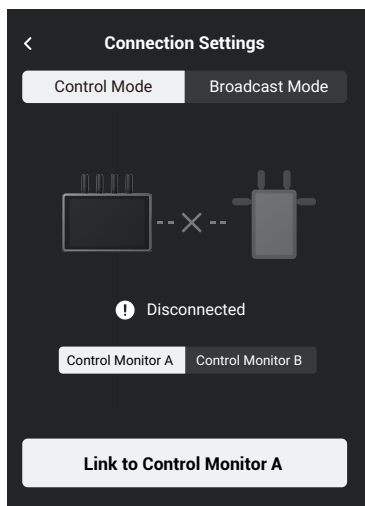 Connection Settings
Control Mode Broadcast Mode
Disconnected
Control Monitor A Control Monitor B
Link to Control Monitor A